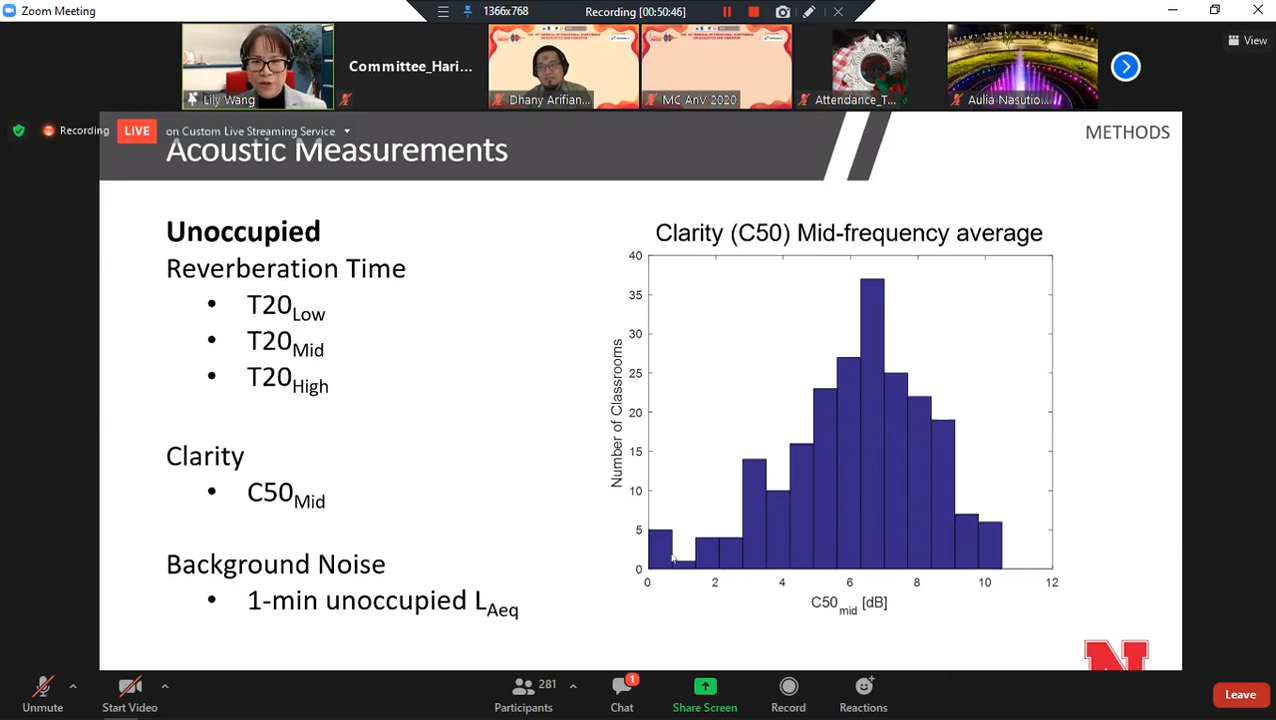 Zoom Meeting
1366x768
Recording [00:50:46]
Lily Wang
Committee_Hari...
Dhany Arifian...
MC AnV 2020
Attendance_T...
Aulia Nasutio...
View
Recording
LIVE
on Custom Live Streaming Service
METHODS
Acoustic Measurements
Unoccupied
Reverberation Time
• T20Low
• T20Mid
• T20High
Clarity
• C50Mid
Background Noise
• 1-min unoccupied LAeq
Clarity (C50) Mid-frequency average
Number of Classrooms
40
35
30
25
20
15
10
5
0
0 2 4 6 8 10 12
C50mid [dB]
N
Unmute
Start Video
281
Participants
1
Chat
Share Screen
Record
Reactions
Leave